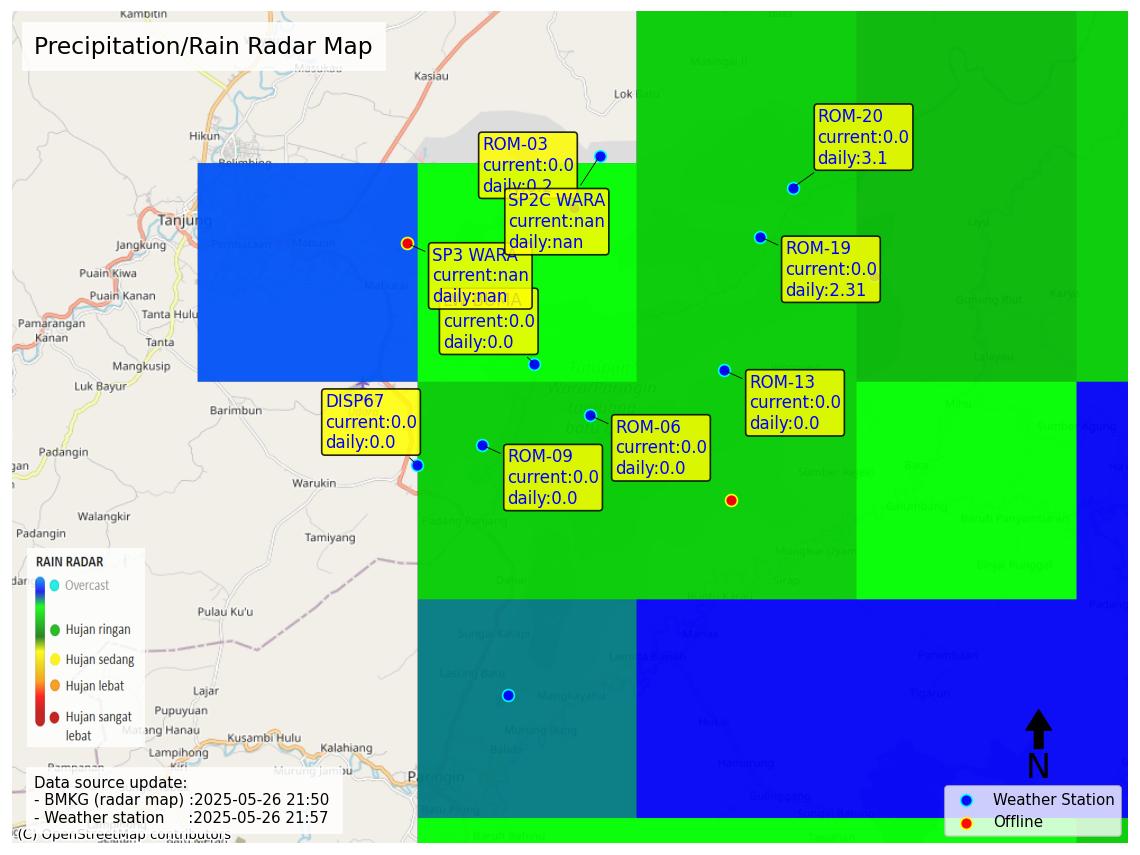 Kambitin
Precipitation/Rain Radar Map
Masukau
Kasiau
Masingai II
Lok Batu
Hikun
Belimbing
ROM-03
current:0.0
daily:0.2
ROM-20
current:0.0
daily:3.1
SP2C WARA
current:nan
daily:nan
Tanjung
Jangkung
Pembataan
Mabuun
SP3 WARA
current:nan
daily:nan
ROM-19
current:0.0
daily:2.31
Puain Kiwa
Puain Kanan
Maburai
Tanta Hulu
current:0.0
daily:0.0
Pamarangan
Kanan
Tanta
Mangkusip
Luk Bayur
Barimbun
DISP67
current:0.0
daily:0.0
ROM-13
current:0.0
daily:0.0
ROM-06
current:0.0
daily:0.0
ROM-09
current:0.0
daily:0.0
Padangin
Warukin
Walangkir
Padangin
Tamiyang
Padang Panjang
RAIN RADAR
Overcast
Hujan ringan
Hujan sedang
Hujan lebat
Hujan sangat
lebat
Pulau Ku'u
Lajar
Pupuyuan
Matang Hanau
Lampihong
Kusambi Hulu
Kalahiang
Murung Jambu
Paringin
Mangkayahu
N
Data source update:
- BMKG (radar map) :2025-05-26 21:50
- Weather station :2025-05-26 21:57
(C) OpenStreetMap contributors
Weather Station
Offline